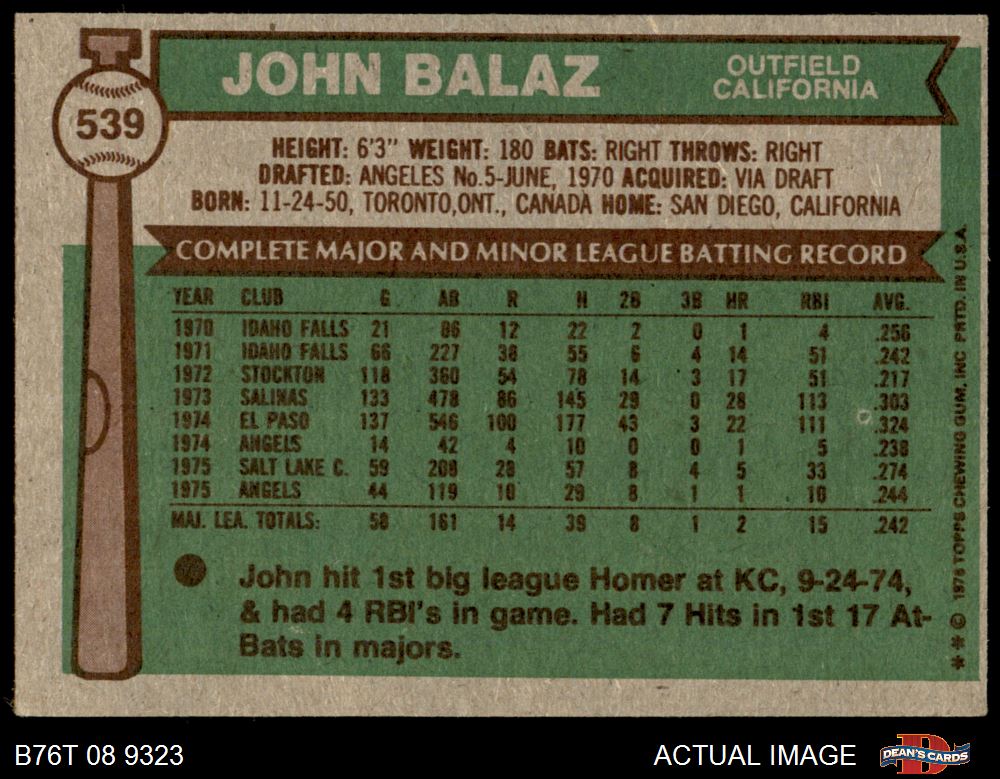 539
JOHN BALAZ
OUTFIELD
CALIFORNIA
HEIGHT: 6'3" WEIGHT: 180 BATS: RIGHT THROWS: RIGHT
DRAFTED: ANGELES No.5-JUNE, 1970 ACQUIRED: VIA DRAFT
BORN: 11-24-50, TORONTO,ONT., CANADA HOME: SAN DIEGO, CALIFORNIA
COMPLETE MAJOR AND MINOR LEAGUE BATTING RECORD
YEAR CLUB G AB R H 2B 3B HR RBI AVG.
1970 IDAHO FALLS 21 86 12 22 2 0 1 4 .256
1971 IDAHO FALLS 66 227 38 55 6 4 14 51 .242
1972 STOCKTON 118 360 54 78 14 3 17 51 .217
1973 SALINAS 133 478 86 145 29 0 28 113 .303
1974 EL PASO 137 546 100 177 43 3 22 111 .324
1974 ANGELS 14 42 4 10 0 0 1 5 .238
1975 SALT LAKE C. 59 208 28 57 8 4 5 33 .274
1975 ANGELS 44 119 10 29 8 1 1 10 .244
MAJ. LEA. TOTALS: 58 161 14 39 8 1 2 15 .242
John hit 1st big league Homer at KC, 9-24-74,
& had 4 RBI's in game. Had 7 Hits in 1st 17 At-
Bats in majors.
** © 1976 TOPPS CHEWING GUM, INC PRTD. IN U.S.A.
B76T 08 9323
ACTUAL IMAGE
DEAN'S CARDS